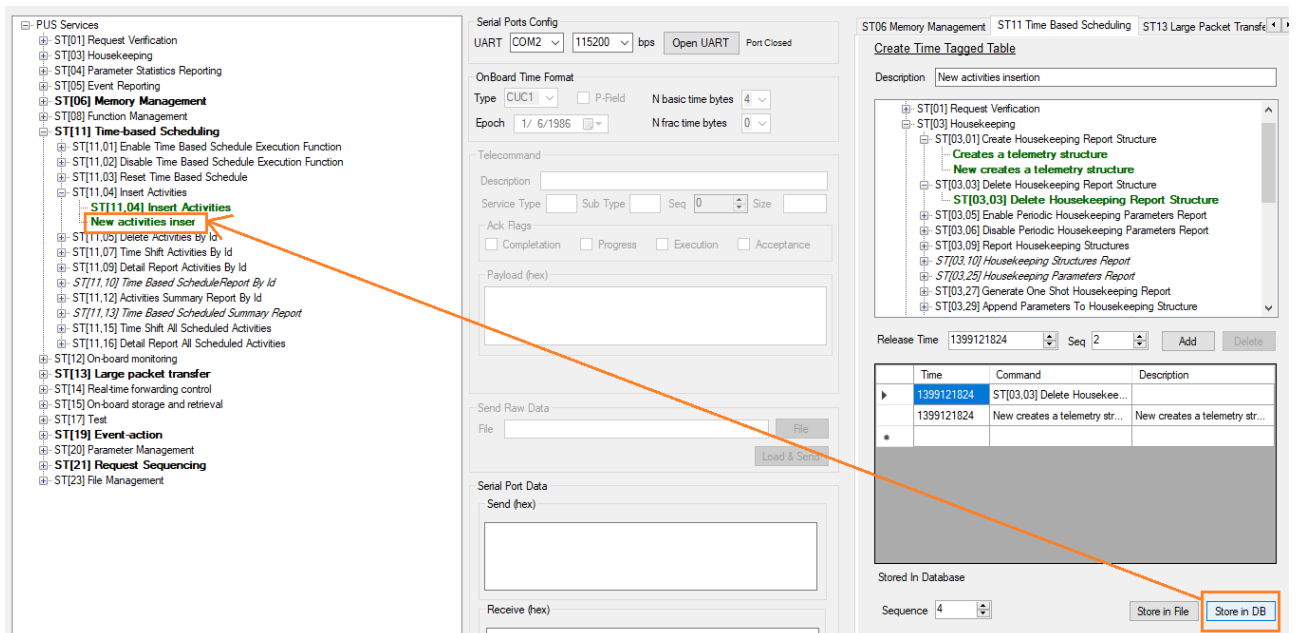 PUS Services
ST[01] Request Verification
ST[03] Housekeeping
ST[04] Parameter Statistics Reporting
ST[05] Event Reporting
ST[06] Memory Management
ST[08] Function Management
ST[11] Time-based Scheduling
ST[11,01] Enable Time Based Schedule Execution Function
ST[11,02] Disable Time Based Schedule Execution Function
ST[11,03] Reset Time Based Schedule
ST[11,04] Insert Activities
ST[11,04] Insert Activities
New activities inser
ST[11,05] Delete Activities By Id
ST[11,07] Time Shift Activities By Id
ST[11,09] Detail Report Activities By Id
ST[11,10] Time Based ScheduleReport By Id
ST[11,12] Activities Summary Report By Id
ST[11,13] Time Based Scheduled Summary Report
ST[11,15] Time Shift All Scheduled Activities
ST[11,16] Detail Report All Scheduled Activities
ST[12] On-board monitoring
ST[13] Large packet transfer
ST[14] Real-time forwarding control
ST[15] On-board storage and retrieval
ST[17] Test
ST[19] Event-action
ST[20] Parameter Management
ST[21] Request Sequencing
ST[23] File Management
Serial Ports Config
UART COM2 115200 bps Open UART Port Closed
OnBoard Time Format
Type CUC1 P-Field N basic time bytes 4
Epoch 1/ 6/1986 N frac time bytes 0
Telecommand
Description
Service Type Sub Type Seq 0 Size
Ack Flags
Completation Progress Execution Acceptance
Payload (hex)
Send Raw Data
File File
Load & Send
Serial Port Data
Send (hex)
Receive (hex)
ST06 Memory Management ST11 Time Based Scheduling ST13 Large Packet Transfe
Create Time Tagged Table
Description New activities insertion
ST[01] Request Verification
ST[03] Housekeeping
ST[03,01] Create Housekeeping Report Structure
Creates a telemetry structure
New creates a telemetry structure
ST[03,03] Delete Housekeeping Report Structure
ST[03,03] Delete Housekeeping Report Structure
ST[03,05] Enable Periodic Housekeeping Parameters Report
ST[03,06] Disable Periodic Housekeeping Parameters Report
ST[03,09] Report Housekeeping Structures
ST[03,10] Housekeeping Structures Report
ST[03,25] Housekeeping Parameters Report
ST[03,27] Generate One Shot Housekeeping Report
ST[03,29] Append Parameters To Housekeeping Structure
Release Time 1399121824 Seq 2 Add Delete
Time Command Description
1399121824 ST[03,03] Delete Housekee...
1399121824 New creates a telemetry str... New creates a telemetry str...
Stored In Database
Sequence 4 Store in File Store in DB